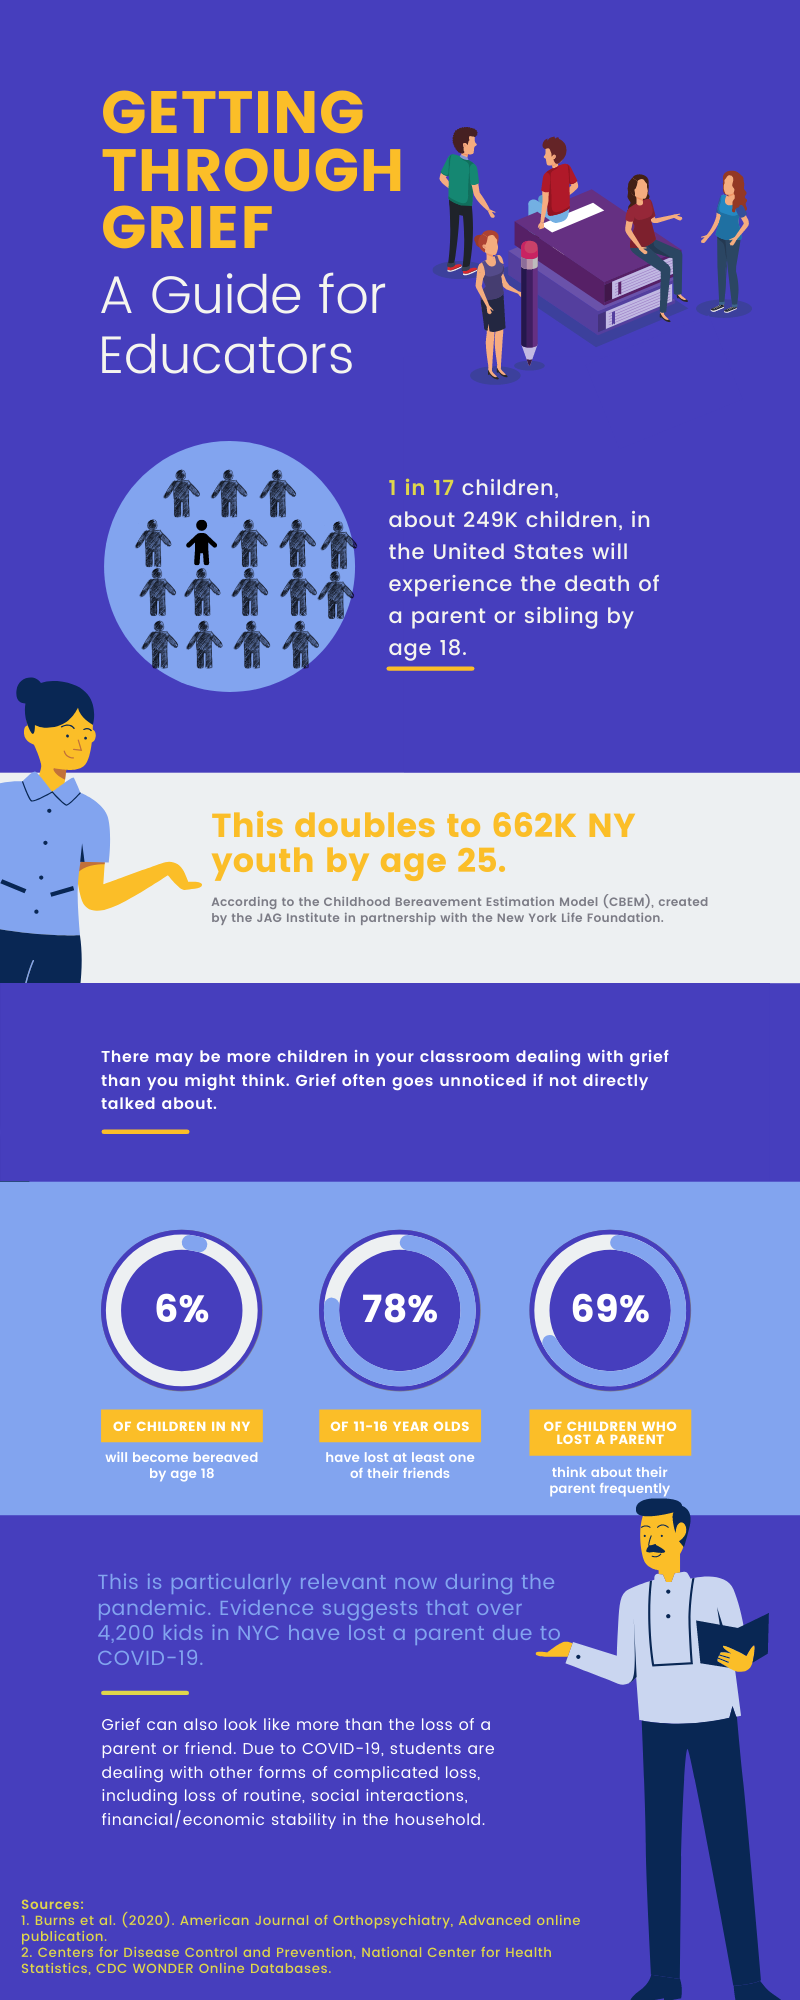 GETTING
THROUGH
GRIEF
A Guide for
Educators
1 in 17 children,
about 249K children, in
the United States will
experience the death of
a parent or sibling by
age 18.
This doubles to 662K NY
youth by age 25.
According to the Childhood Bereavement Estimation Model (CBEM), created
by the JAG Institute in partnership with the New York Life Foundation.
There may be more children in your classroom dealing with grief
than you might think. Grief often goes unnoticed if not directly
talked about.
6%
OF CHILDREN IN NY
will become bereaved
by age 18
78%
OF 11-16 YEAR OLDS
have lost at least one
of their friends
69%
OF CHILDREN WHO
LOST A PARENT
think about their
parent frequently
This is particularly relevant now during the
pandemic. Evidence suggests that over
4,200 kids in NYC have lost a parent due to
COVID-19.
Grief can also look like more than the loss of a
parent or friend. Due to COVID-19, students are
dealing with other forms of complicated loss,
including loss of routine, social interactions,
financial/economic stability in the household.
Sources:
1. Burns et al. (2020). American Journal of Orthopsychiatry, Advanced online
publication.
2. Centers for Disease Control and Prevention, National Center for Health
Statistics, CDC WONDER Online Databases.